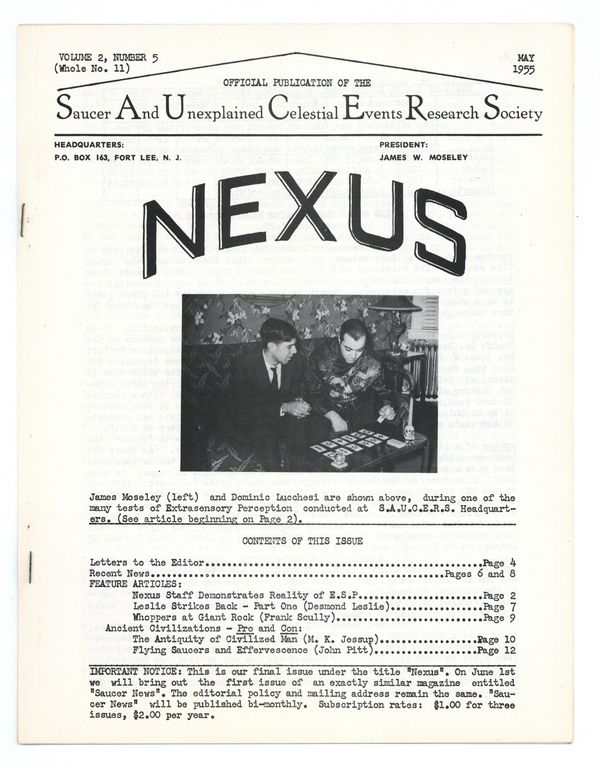 VOLUME 2, NUMBER 5
(Whole No. 11)
MAY
1955
OFFICIAL PUBLICATION OF THE
Saucer And Unexplained Celestial Events Research Society
HEADQUARTERS:
P.O. BOX 163, FORT LEE, N. J.
PRESIDENT:
JAMES W. MOSELEY
NEXUS
James Moseley (left) and Dominic Lucchesi are shown above, during one of the
many tests of Extrasensory Perception conducted at S.A.U.C.E.R.S. Headquart-
ers. (See article beginning on Page 2).
CONTENTS OF THIS ISSUE
Letters to the Editor................................................Page 4
Recent News...................................................Pages 6 and 8
FEATURE ARTICLES:
Nexus Staff Demonstrates Reality of E.S.P.....................Page 2
Leslie Strikes Back - Part One (Desmond Leslie)...............Page 7
Whoppers at Giant Rock (Frank Scully).........................Page 9
Ancient Civilizations - Pro and Con:
The Antiquity of Civilized Man (M. K. Jessup).................Page 10
Flying Saucers and Effervescence (John Pitt)..................Page 12
IMPORTANT NOTICE: This is our final issue under the title "Nexus". On June 1st
we will bring out the first issue of an exactly similar magazine entitled
"Saucer News". The editorial policy and mailing address remain the same. "Sau-
cer News" will be published bi-monthly. Subscription rates: $1.00 for three
issues, $2.00 per year.